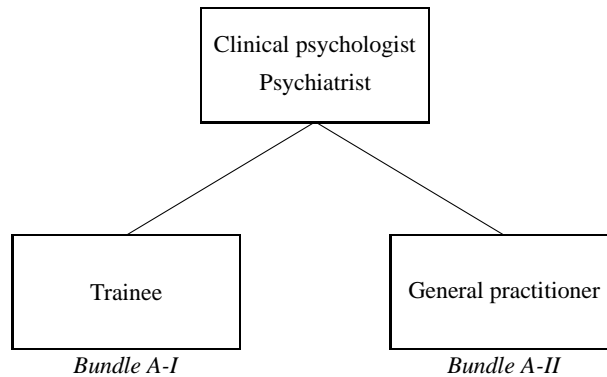 Clinical psychologist
Psychiatrist
Trainee
General practitioner
Bundle A-I
Bundle A-II